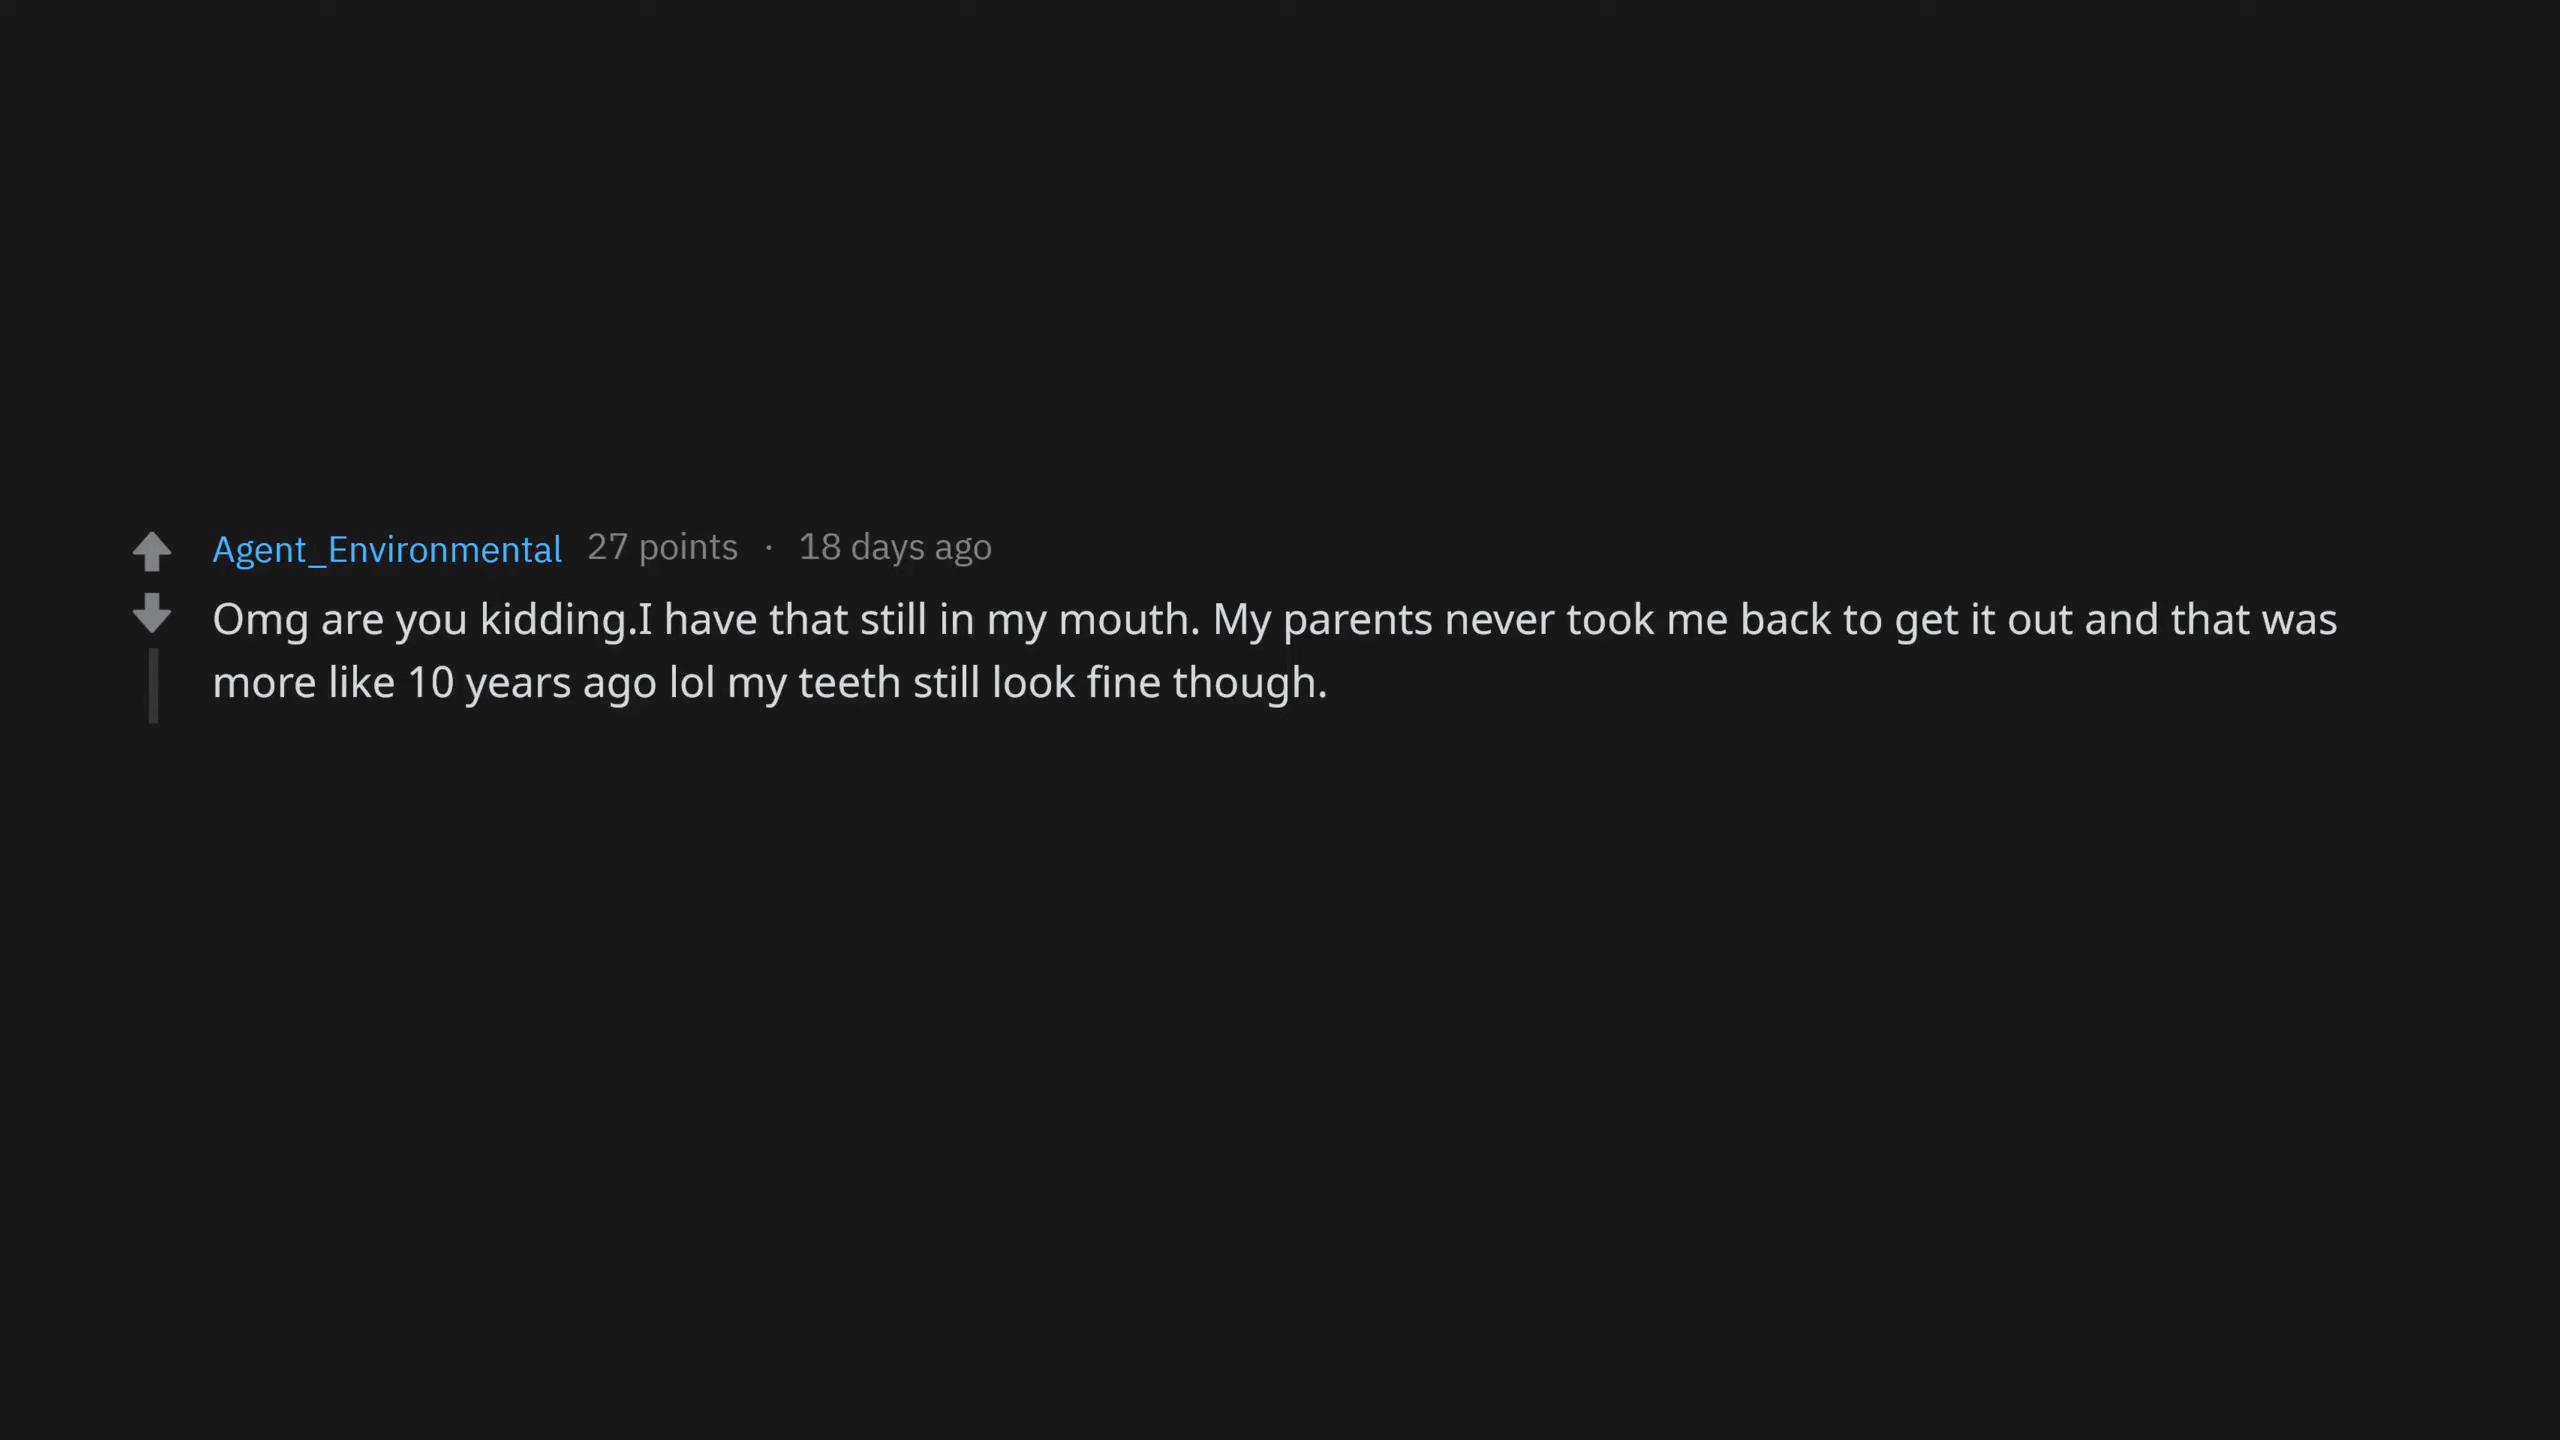 Agent_Environmental 27 points · 18 days ago
Omg are you kidding.I have that still in my mouth. My parents never took me back to get it out and that was
more like 10 years ago lol my teeth still look fine though.